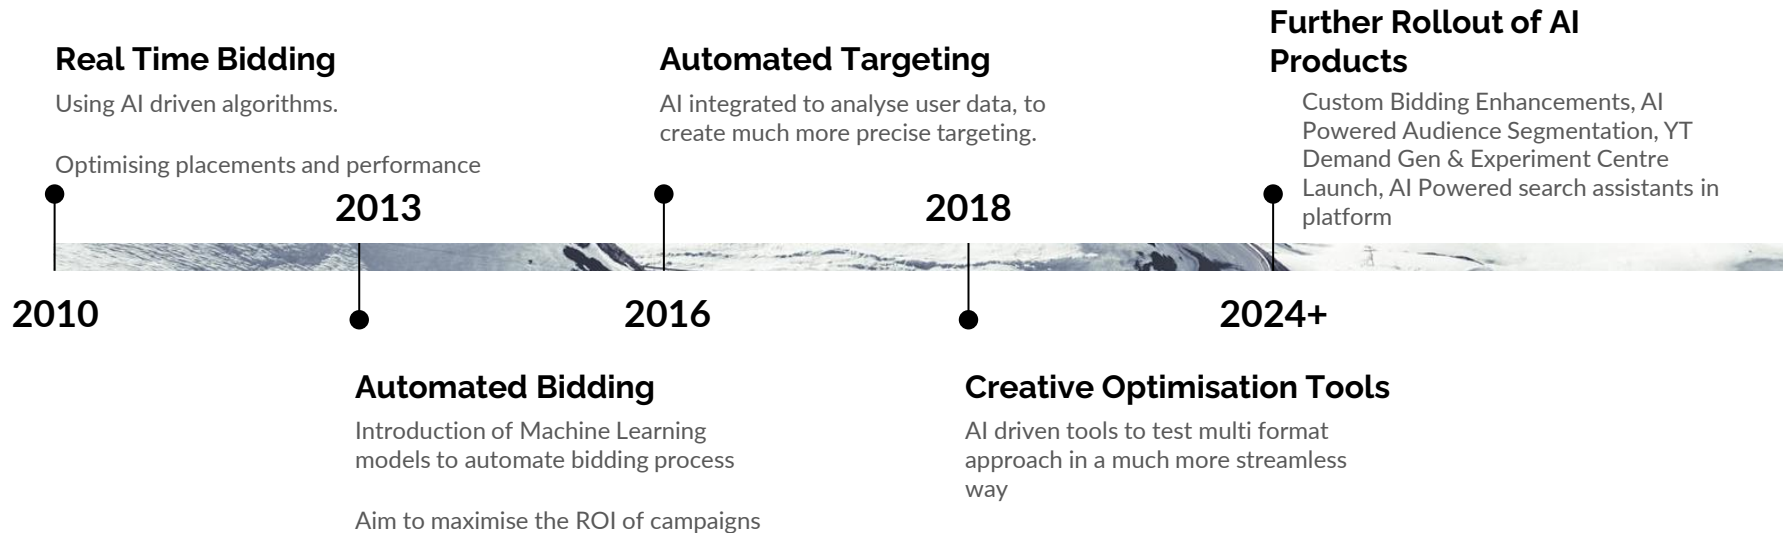 Real Time Bidding
Using AI driven algorithms.
Optimising placements and performance
2010
2013
Automated Bidding
Introduction of Machine Learning
models to automate bidding process
Aim to maximise the ROI of campaigns
Automated Targeting
AI integrated to analyse user data, to
create much more precise targeting.
2016
2018
Creative Optimisation Tools
AI driven tools to test multi format
approach in a much more streamless
way
Further Rollout of AI
Products
Custom Bidding Enhancements, AI
Powered Audience Segmentation, YT
Demand Gen & Experiment Centre
Launch, AI Powered search assistants in
platform
2024+